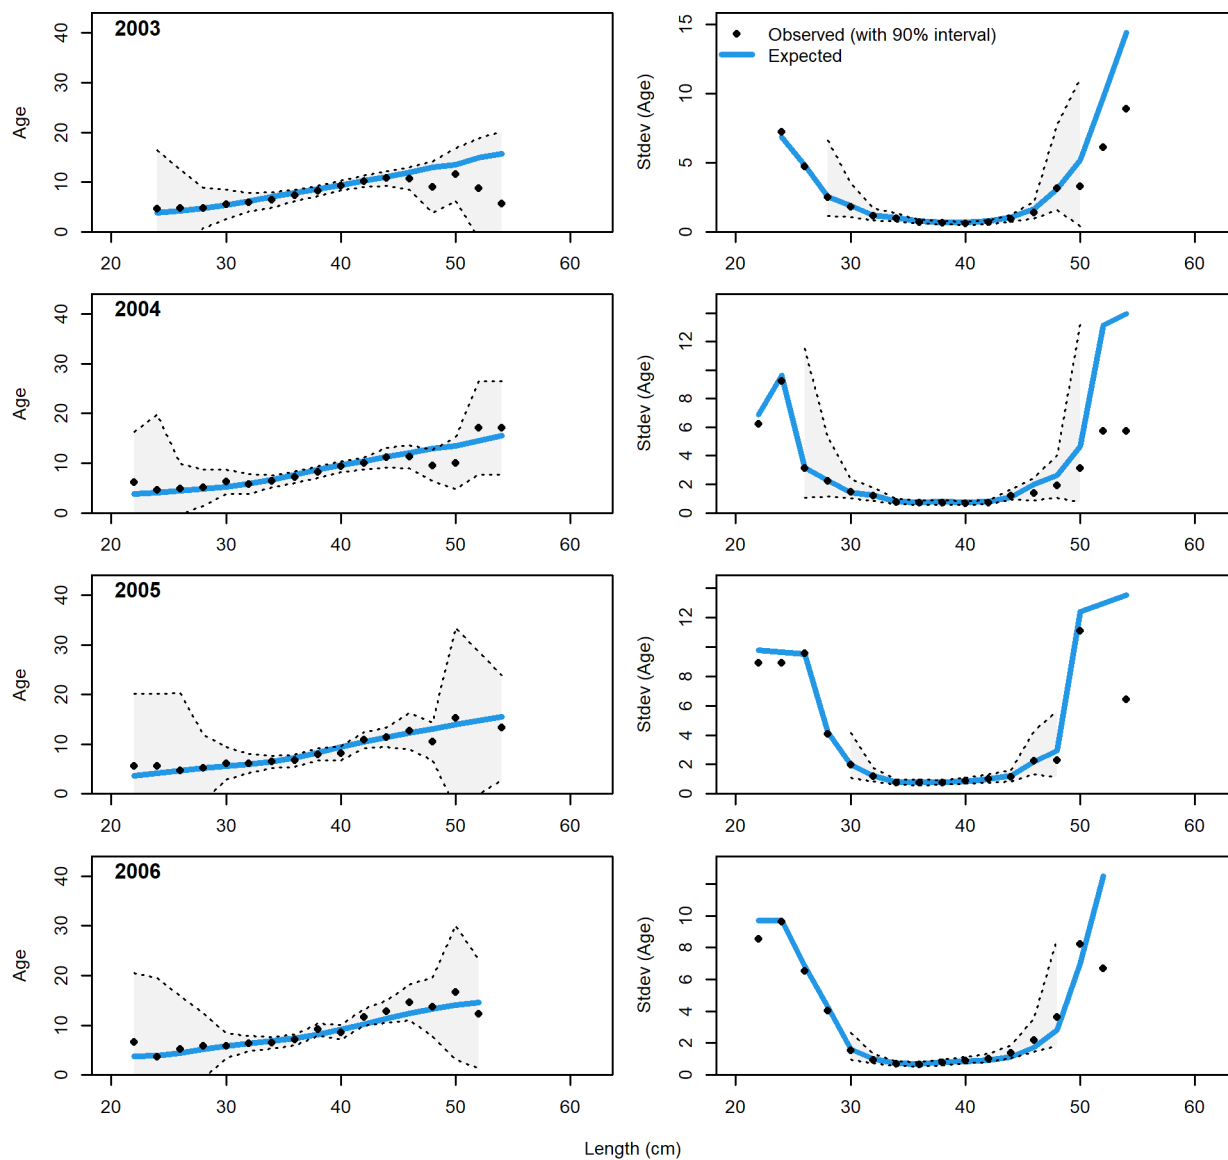 2003
Age
0 10 20 30 40
20 30 40 50 60
Observed (with 90% interval)
Expected
Stdev (Age)
0 5 10 15
20 30 40 50 60
2004
Age
0 10 20 30 40
20 30 40 50 60
Stdev (Age)
0 2 4 6 8 12
20 30 40 50 60
2005
Age
0 10 20 30 40
20 30 40 50 60
Stdev (Age)
0 2 4 6 8 12
20 30 40 50 60
2006
Age
0 10 20 30 40
20 30 40 50 60
Stdev (Age)
0 2 4 6 8 10
20 30 40 50 60
Length (cm)